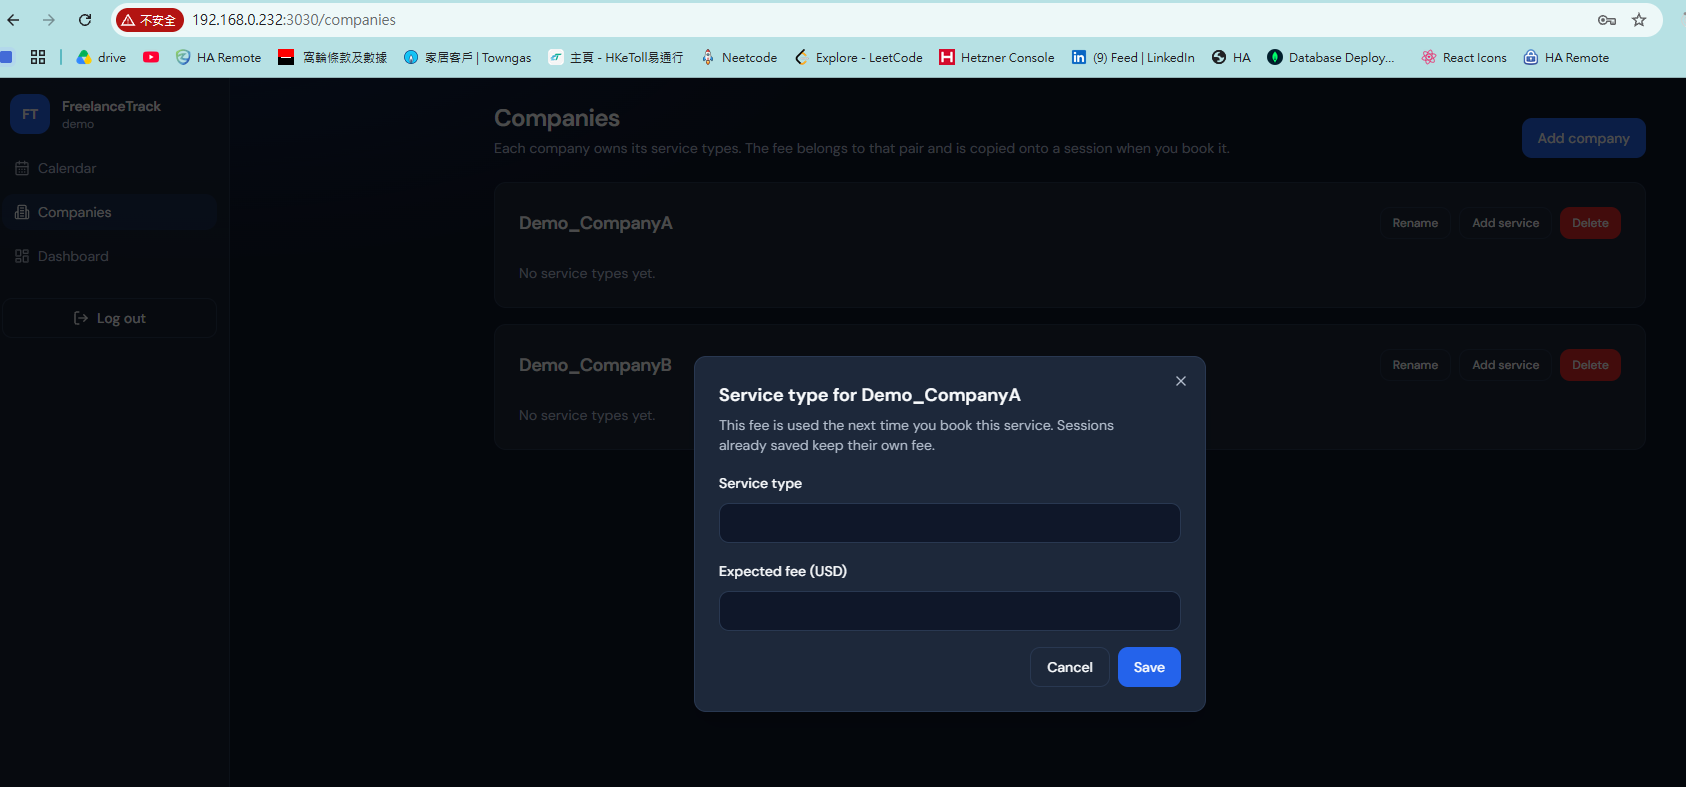 不安全 192.168.0.232:3030/companies
drive HA Remote 窩輪條款及數據 家居客戶 | Towngas 主頁 - HKeToll易通行 Neetcode Explore - LeetCode Hetzner Console (9) Feed | LinkedIn HA Database Deploy... React Icons HA Remote
FT FreelanceTrack
demo
Calendar
Companies
Dashboard
Log out
Companies
Each company owns its service types. The fee belongs to that pair and is copied onto a session when you book it.
Add company
Demo_CompanyA
Rename Add service Delete
No service types yet.
Demo_CompanyB
Rename Add service Delete
No service types yet.
Service type for Demo_CompanyA
This fee is used the next time you book this service. Sessions
already saved keep their own fee.
Service type
Expected fee (USD)
Cancel Save